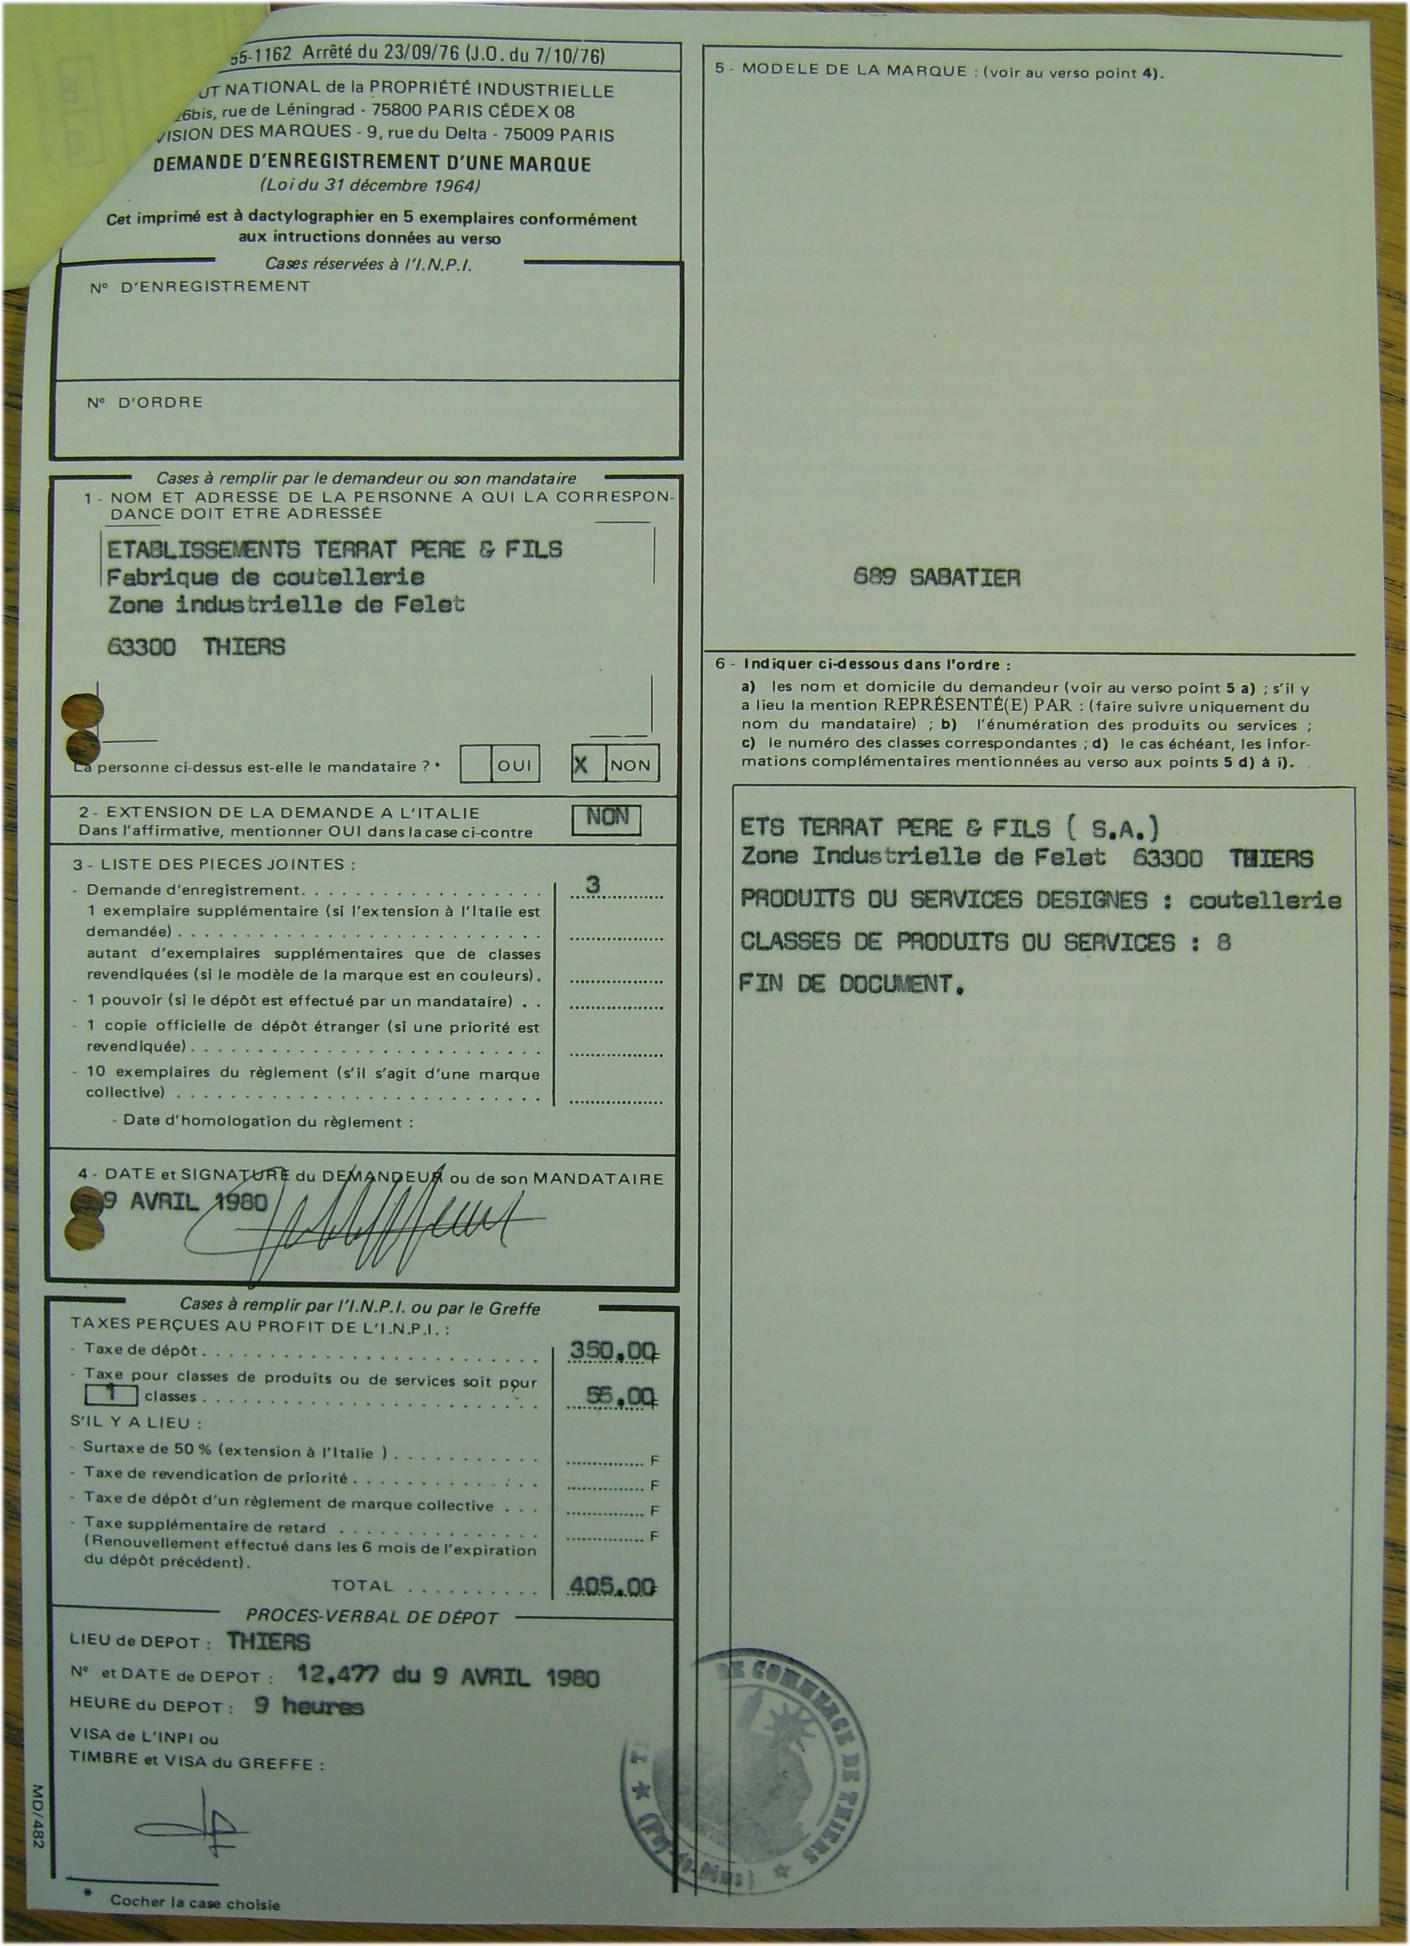 55-1162 Arrêté du 23/09/76 (J.O. du 7/10/76)
NATIONAL de la PROPRIÉTÉ INDUSTRIELLE
26bis, rue de Léningrad - 75800 PARIS CÉDEX 08
DES MARQUES - 9, rue du Delta - 75009 PARIS
DEMANDE D'ENREGISTREMENT D'UNE MARQUE
(Loi du 31 décembre 1964)
Cet imprimé est à dactylographier en 5 exemplaires conformément
aux intructions données au verso
Cases réservées à l'I.N.P.I.
N° D'ENREGISTREMENT
N° D'ORDRE
Cases à remplir par le demandeur ou son mandataire
1 - NOM ET ADRESSE DE LA PERSONNE A QUI LA CORRESPON-
DANCE DOIT ETRE ADRESSÉE
ETABLISSEMENTS TERRAT PERE & FILS
Fabrique de coutellerie
Zone industrielle de Felet
63300 THIERS
La personne ci-dessus est-elle le mandataire ? * OUI X NON
2 - EXTENSION DE LA DEMANDE A L'ITALIE
Dans l'affirmative, mentionner OUI dans la case ci-contre NON
3 - LISTE DES PIECES JOINTES :
- Demande d'enregistrement. . . . . . . . . . . . . . . . . . 3
1 exemplaire supplémentaire (si l'extension à l'Italie est
demandée) . . . . . . . . . . . . . . . . . . . . . . . . . .
autant d'exemplaires supplémentaires que de classes
revendiquées (si le modèle de la marque est en couleurs).
- 1 pouvoir (si le dépôt est effectué par un mandataire) . .
- 1 copie officielle de dépôt étranger (si une priorité est
revendiquée) . . . . . . . . . . . . . . . . . . . . . . . .
- 10 exemplaires du règlement (s'il s'agit d'une marque
collective) . . . . . . . . . . . . . . . . . . . . . . . . .
- Date d'homologation du règlement :
4 - DATE et SIGNATURE du DEMANDEUR ou de son MANDATAIRE
9 AVRIL 1980
Cases à remplir par l'I.N.P.I. ou par le Greffe
TAXES PERÇUES AU PROFIT DE L'I.N.P.I. :
- Taxe de dépôt . . . . . . . . . . . . . . . . . . . . . . . 350.00 F
- Taxe pour classes de produits ou de services soit pour
1 classes . . . . . . . . . . . . . . . . . . . . . . . . 55.00 F
S'IL Y A LIEU :
- Surtaxe de 50 % (extension à l'Italie ) . . . . . . . . . . . F
- Taxe de revendication de priorité . . . . . . . . . . . . . . F
- Taxe de dépôt d'un règlement de marque collective . . . F
- Taxe supplémentaire de retard . . . . . . . . . . . . . . . F
(Renouvellement effectué dans les 6 mois de l'expiration
du dépôt précédent).
TOTAL . . . . . . . . . . 405.00 F
PROCES-VERBAL DE DÉPOT
LIEU de DEPOT : THIERS
N° et DATE de DEPOT : 12.477 du 9 AVRIL 1980
HEURE du DEPOT : 9 heures
VISA de L'INPI ou
TIMBRE et VISA du GREFFE :
MD/482
* Cocher la case choisie
5 - MODELE DE LA MARQUE : (voir au verso point 4).
689 SABATIER
6 - Indiquer ci-dessous dans l'ordre :
a) les nom et domicile du demandeur (voir au verso point 5 a) ; s'il y
a lieu la mention REPRÉSENTÉ(E) PAR : (faire suivre uniquement du
nom du mandataire) ; b) l'énumération des produits ou services ;
c) le numéro des classes correspondantes ; d) le cas échéant, les infor-
mations complémentaires mentionnées au verso aux points 5 d) à i).
ETS TERRAT PERE & FILS ( S.A.)
Zone Industrielle de Felet 63300 THIERS
PRODUITS OU SERVICES DESIGNES : coutellerie
CLASSES DE PRODUITS OU SERVICES : 8
FIN DE DOCUMENT.
DE COMMERCE DE THIERS